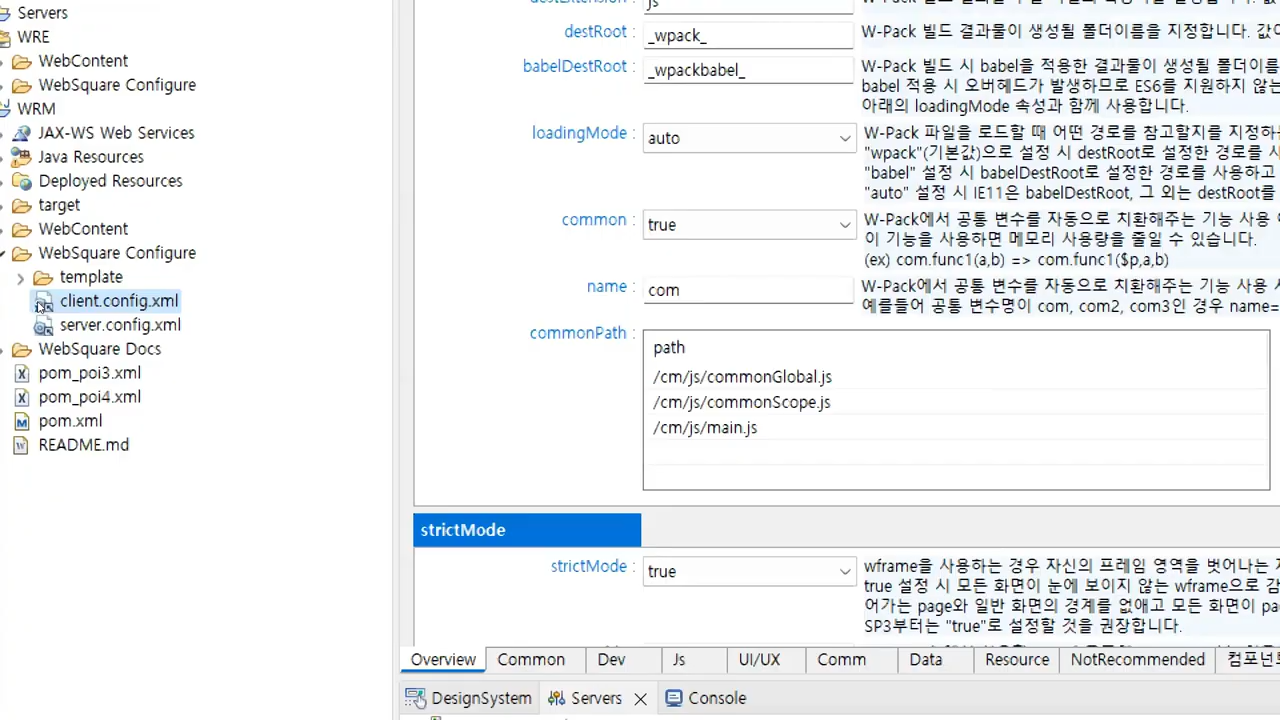 Servers
WRE
WebContent
WebSquare Configure
WRM
JAX-WS Web Services
Java Resources
Deployed Resources
target
WebContent
WebSquare Configure
template
client.config.xml
server.config.xml
WebSquare Docs
pom_poi3.xml
pom_poi4.xml
pom.xml
README.md
js
destRoot :
_wpack_
W-Pack 빌드 결과물이 생성될 폴더이름을 지정합니다. 값이
babelDestRoot :
_wpackbabel_
W-Pack 빌드 시 babel을 적용한 결과물이 생성될 폴더이름
babel 적용 시 오버헤드가 발생하므로 ES6를 지원하지 않는
아래의 loadingMode 속성과 함께 사용합니다.
loadingMode :
auto
W-Pack 파일을 로드할 때 어떤 경로를 참고할지를 지정하
"wpack"(기본값)으로 설정 시 destRoot로 설정한 경로를
"babel" 설정 시 babelDestRoot로 설정한 경로를 사용하고
"auto" 설정 시 IE11은 babelDestRoot, 그 외는 destRoot를
common :
true
W-Pack에서 공통 변수를 자동으로 치환해주는 기능 사용
이 기능을 사용하면 메모리 사용량을 줄일 수 있습니다.
(ex) com.func1(a,b) => com.func1($p,a,b)
name :
com
W-Pack에서 공통 변수를 자동으로 치환해주는 기능 사용
예를들어 공통 변수명이 com, com2, com3인 경우 name=
commonPath :
path
/cm/js/commonGlobal.js
/cm/js/commonScope.js
/cm/js/main.js
strictMode
strictMode :
true
wframe을 사용하는 경우 자신의 프레임 영역을 벗어나는
true 설정 시 모든 화면이 눈에 보이지 않는 wframe으로 감
어가는 page와 일반 화면의 경계를 없애고 모든 화면이 pa
SP3부터는 "true"로 설정할 것을 권장합니다.
Overview
Common
Dev
Js
UI/UX
Comm
Data
Resource
NotRecommended
컴포넌트
DesignSystem
Servers
Console